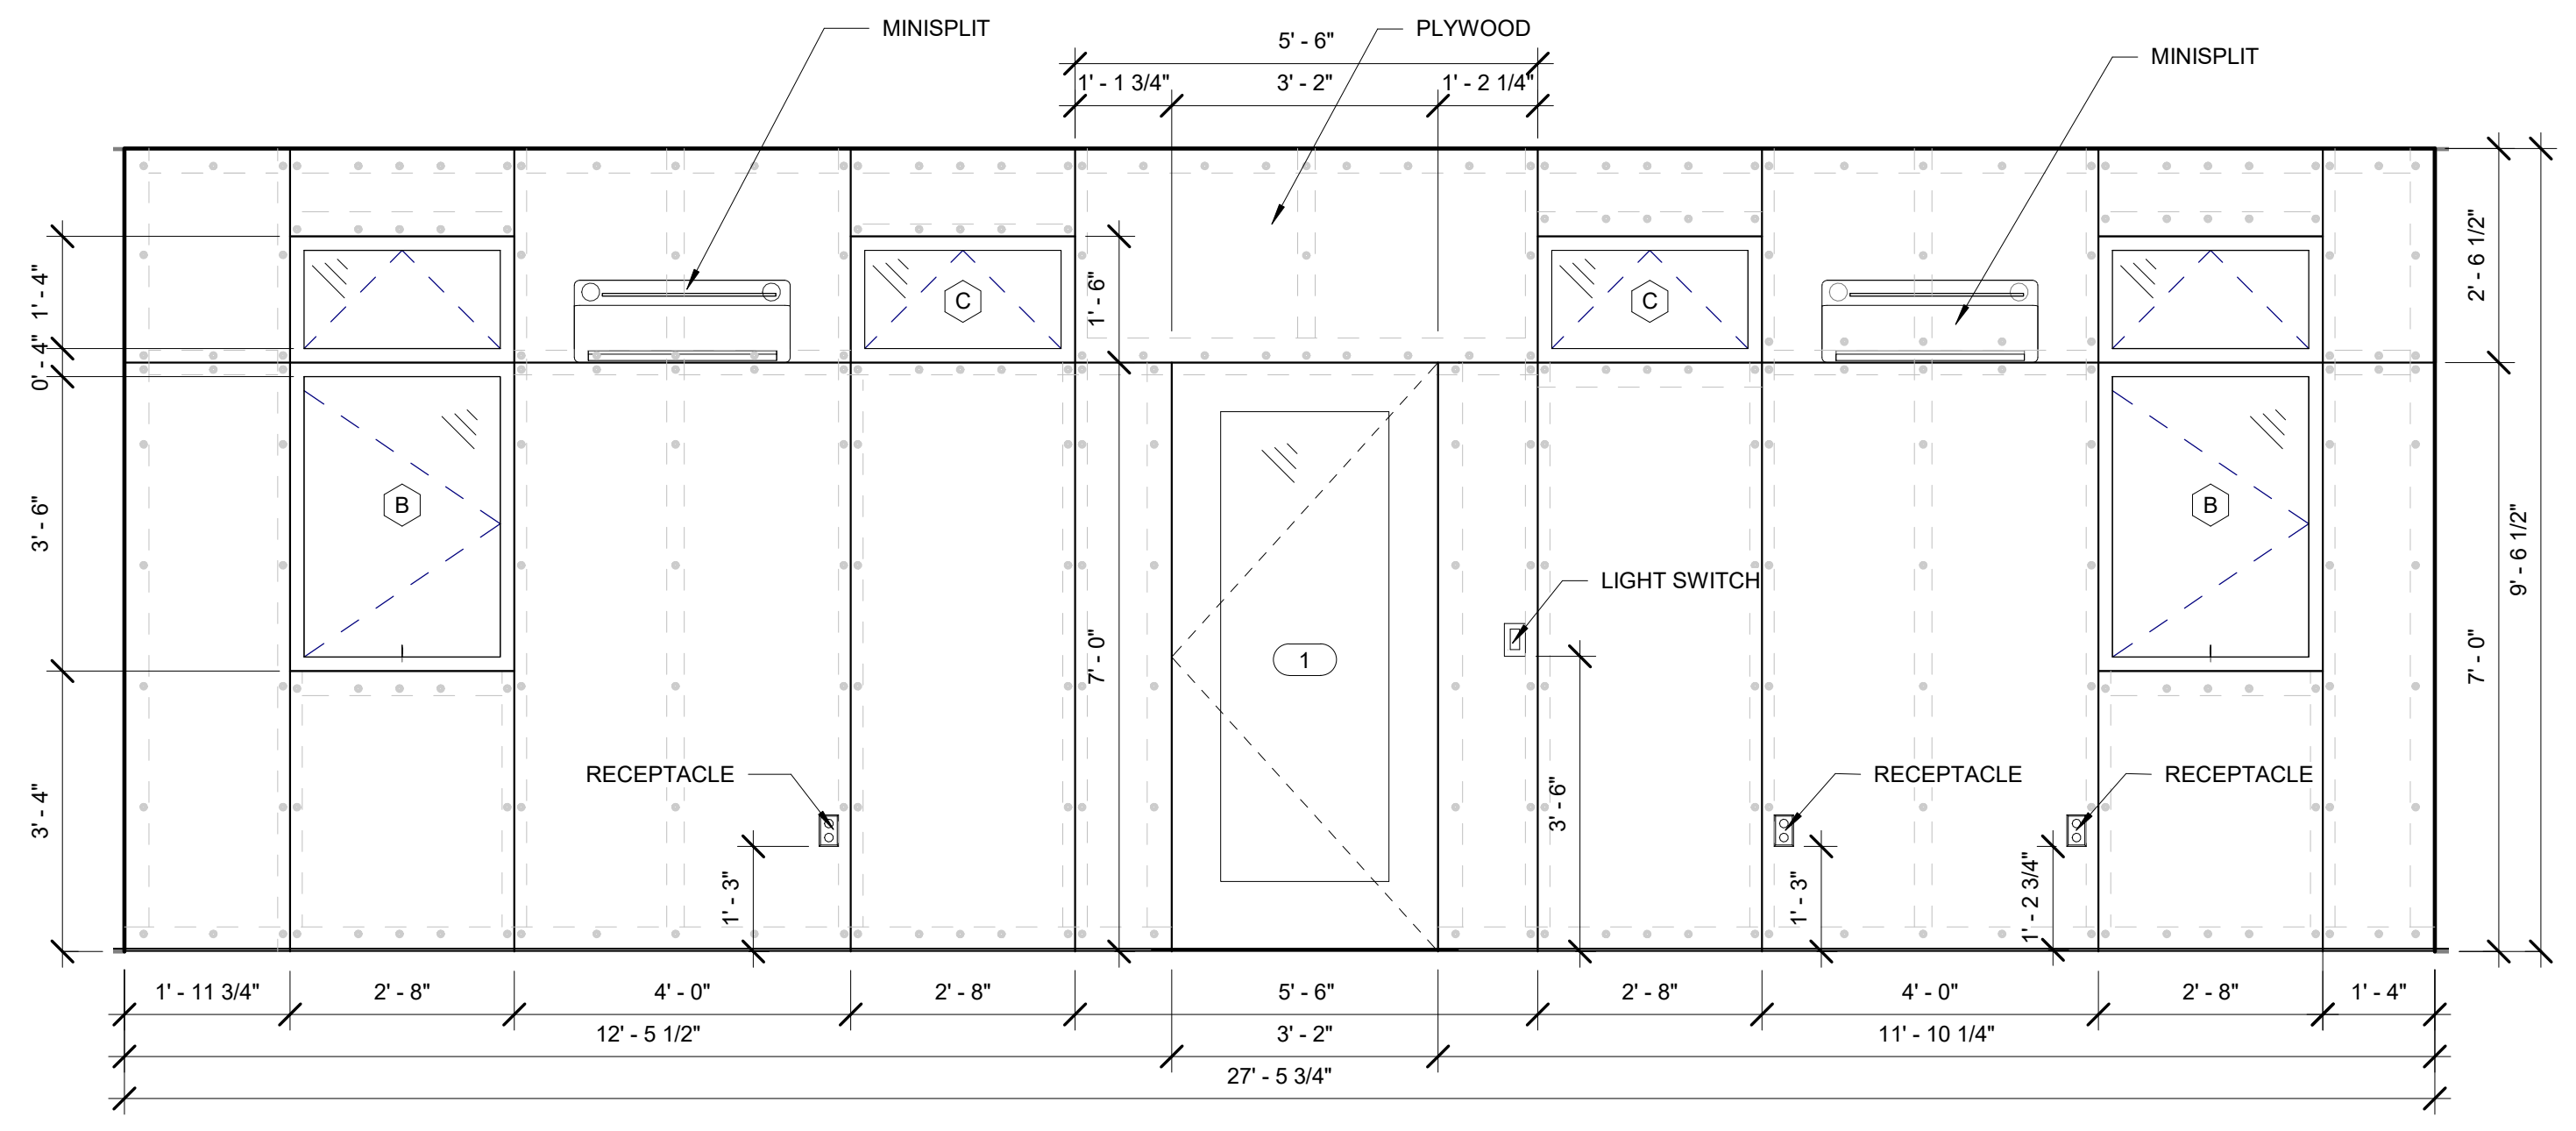 MINISPLIT
PLYWOOD
5' - 6"
MINISPLIT
1' - 1 3/4"
3' - 2"
1' - 2 1/4"
1' - 4"
0' - 4"
3' - 6"
3' - 4"
C
C
1' - 6"
7' - 0"
2' - 6 1/2"
9' - 6 1/2"
7' - 0"
B
B
LIGHT SWITCH
1
3' - 6"
RECEPTACLE
RECEPTACLE
RECEPTACLE
1' - 3"
1' - 3"
1' - 2 3/4"
1' - 11 3/4"
2' - 8"
4' - 0"
2' - 8"
5' - 6"
2' - 8"
4' - 0"
2' - 8"
1' - 4"
12' - 5 1/2"
3' - 2"
11' - 10 1/4"
27' - 5 3/4"